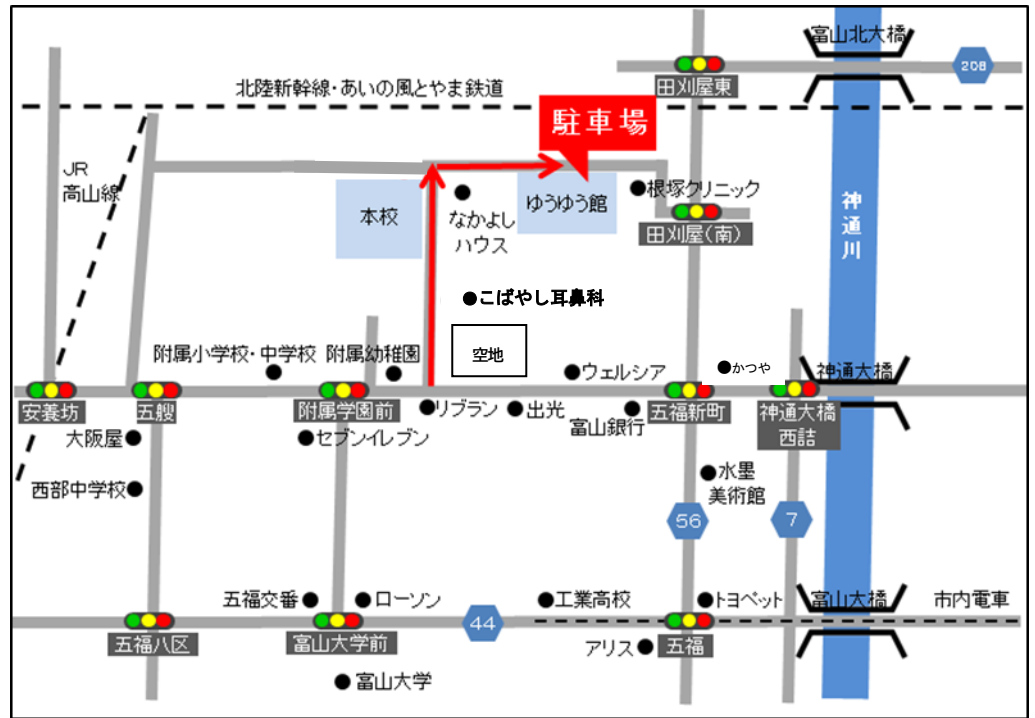 富山北大橋
208
田刈屋東
北陸新幹線・あいの風とやま鉄道
駐車場
JR
高山線
本校
なかよし
ハウス
ゆうゆう館
根塚クリニック
田刈屋(南)
神通川
こばやし耳鼻科
空地
附属小学校・中学校
附属幼稚園
ウェルシア
かつや
神通大橋
安養坊
五艘
附属学園前
リブラン
出光
富山銀行
五福新町
神通大橋
西詰
大阪屋
セブンイレブン
西部中学校
水墨
美術館
56
7
五福交番
ローソン
工業高校
トヨペット
富山大橋
市内電車
44
五福八区
富山大学前
アリス
五福
富山大学